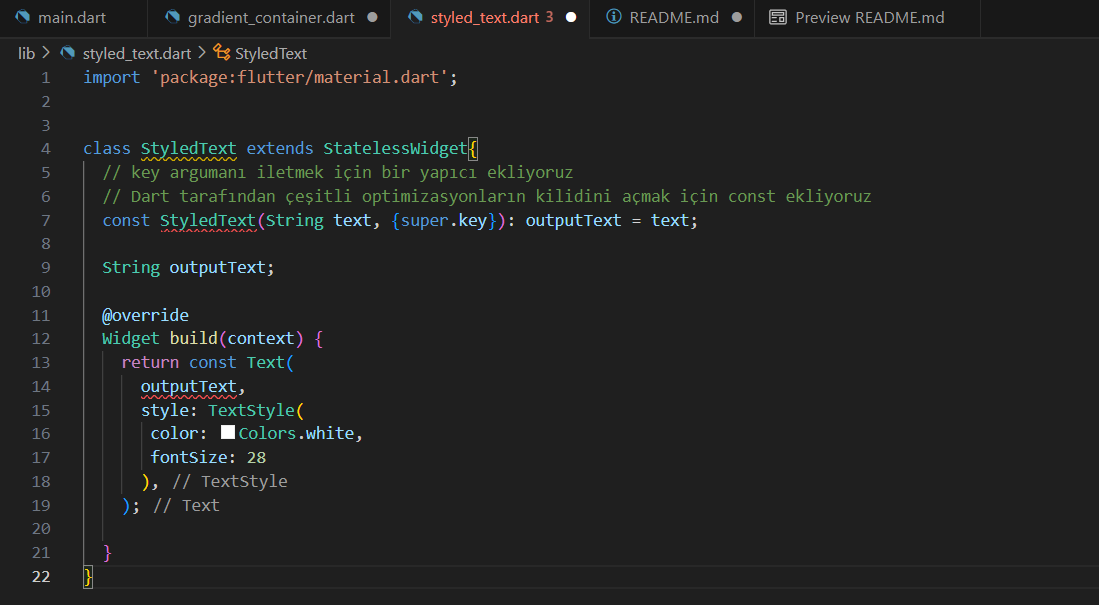 main.dart gradient_container.dart styled_text.dart 3 README.md Preview README.md
lib > styled_text.dart > StyledText
1 import 'package:flutter/material.dart';
2
3
4 class StyledText extends StatelessWidget{
5 // key argumanı iletmek için bir yapıcı ekliyoruz
6 // Dart tarafından çeşitli optimizasyonların kilidini açmak için const ekliyoruz
7 const StyledText(String text, {super.key}): outputText = text;
8
9 String outputText;
10
11 @override
12 Widget build(context) {
13 return const Text(
14 outputText,
15 style: TextStyle(
16 color: Colors.white,
17 fontSize: 28
18 ), // TextStyle
19 ); // Text
20
21 }
22 }